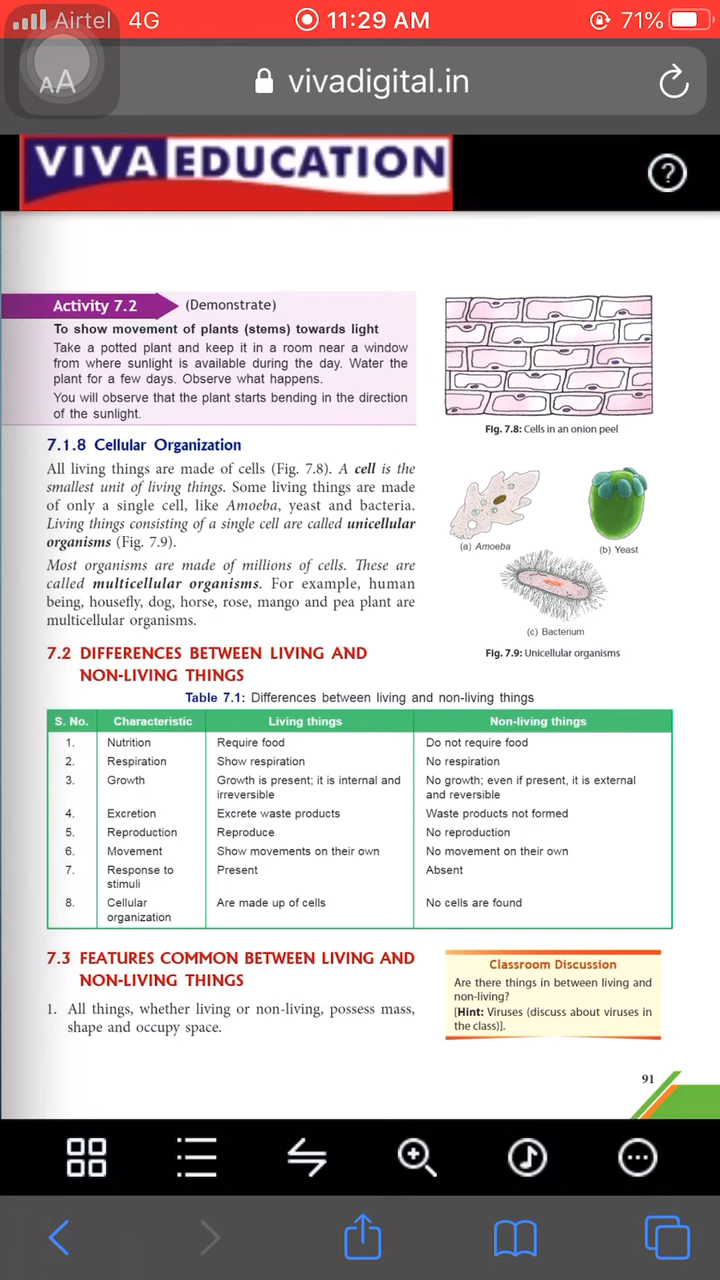 Airtel 4G 11:29 AM 71%
AA vivadigital.in
VIVA EDUCATION
?
Activity 7.2 (Demonstrate)
To show movement of plants (stems) towards light
Take a potted plant and keep it in a room near a window
from where sunlight is available during the day. Water the
plant for a few days. Observe what happens.
You will observe that the plant starts bending in the direction
of the sunlight.
Fig. 7.8: Cells in an onion peel
7.1.8 Cellular Organization
All living things are made of cells (Fig. 7.8). A cell is the
smallest unit of living things. Some living things are made
of only a single cell, like Amoeba, yeast and bacteria.
Living things consisting of a single cell are called unicellular
organisms (Fig. 7.9).
Most organisms are made of millions of cells. These are
called multicellular organisms. For example, human
being, housefly, dog, horse, rose, mango and pea plant are
multicellular organisms.
(a) Amoeba
(b) Yeast
(c) Bacterium
Fig. 7.9: Unicellular organisms
7.2 DIFFERENCES BETWEEN LIVING AND
NON-LIVING THINGS
Table 7.1: Differences between living and non-living things
S. No. Characteristic Living things Non-living things
1. Nutrition Require food Do not require food
2. Respiration Show respiration No respiration
3. Growth Growth is present; it is internal and No growth; even if present, it is external
irreversible and reversible
4. Excretion Excrete waste products Waste products not formed
5. Reproduction Reproduce No reproduction
6. Movement Show movements on their own No movement on their own
7. Response to Present Absent
stimuli
8. Cellular Are made up of cells No cells are found
organization
7.3 FEATURES COMMON BETWEEN LIVING AND
NON-LIVING THINGS
1. All things, whether living or non-living, possess mass,
shape and occupy space.
Classroom Discussion
Are there things in between living and
non-living?
[Hint: Viruses (discuss about viruses in
the class)].
91